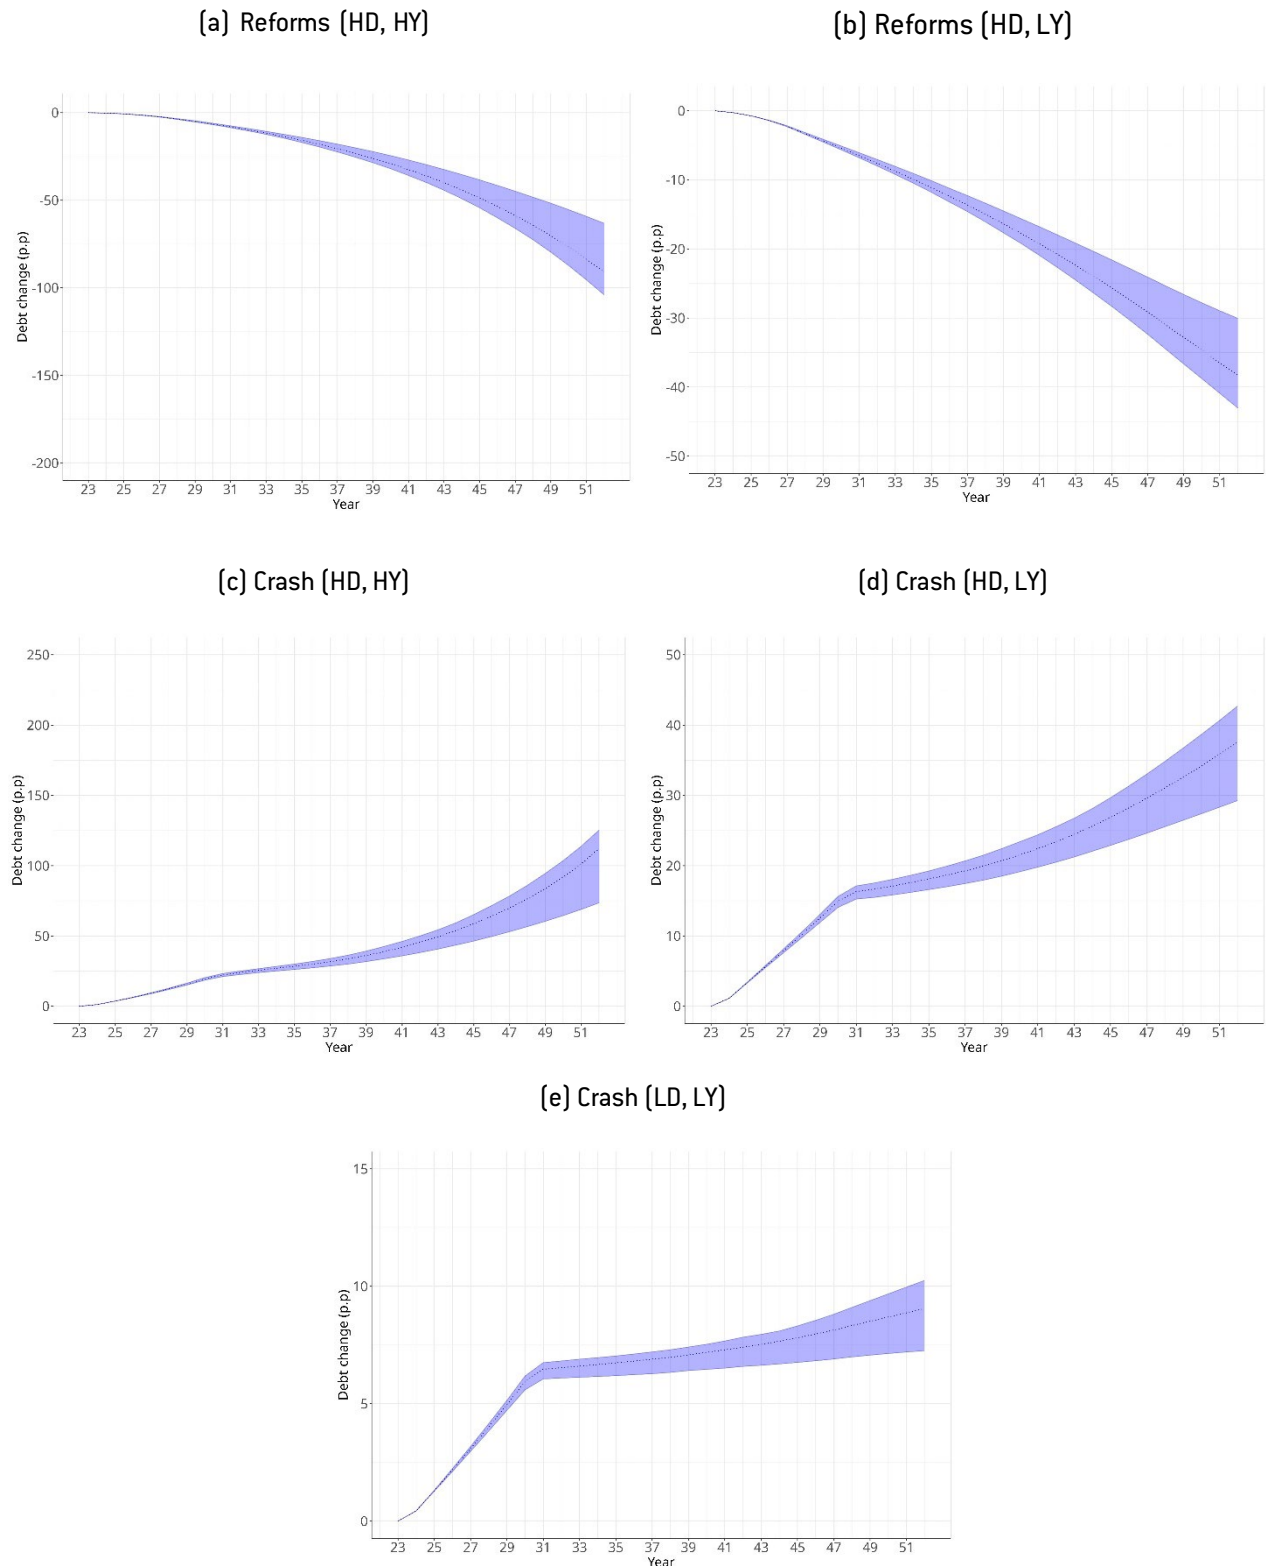 (a) Reforms (HD, HY)
(b) Reforms (HD, LY)
0
-50
-100
-150
-200
Debt change (p.p)
23 25 27 29 31 33 35 37 39 41 43 45 47 49 51
Year
0
-10
-20
-30
-40
-50
Debt change (p.p)
23 25 27 29 31 33 35 37 39 41 43 45 47 49 51
Year
(c) Crash (HD, HY)
(d) Crash (HD, LY)
250
200
150
100
50
0
Debt change (p.p)
23 25 27 29 31 33 35 37 39 41 43 45 47 49 51
Year
50
40
30
20
10
0
Debt change (p.p)
23 25 27 29 31 33 35 37 39 41 43 45 47 49 51
Year
(e) Crash (LD, LY)
15
10
5
0
Debt change (p.p)
23 25 27 29 31 33 35 37 39 41 43 45 47 49 51
Year